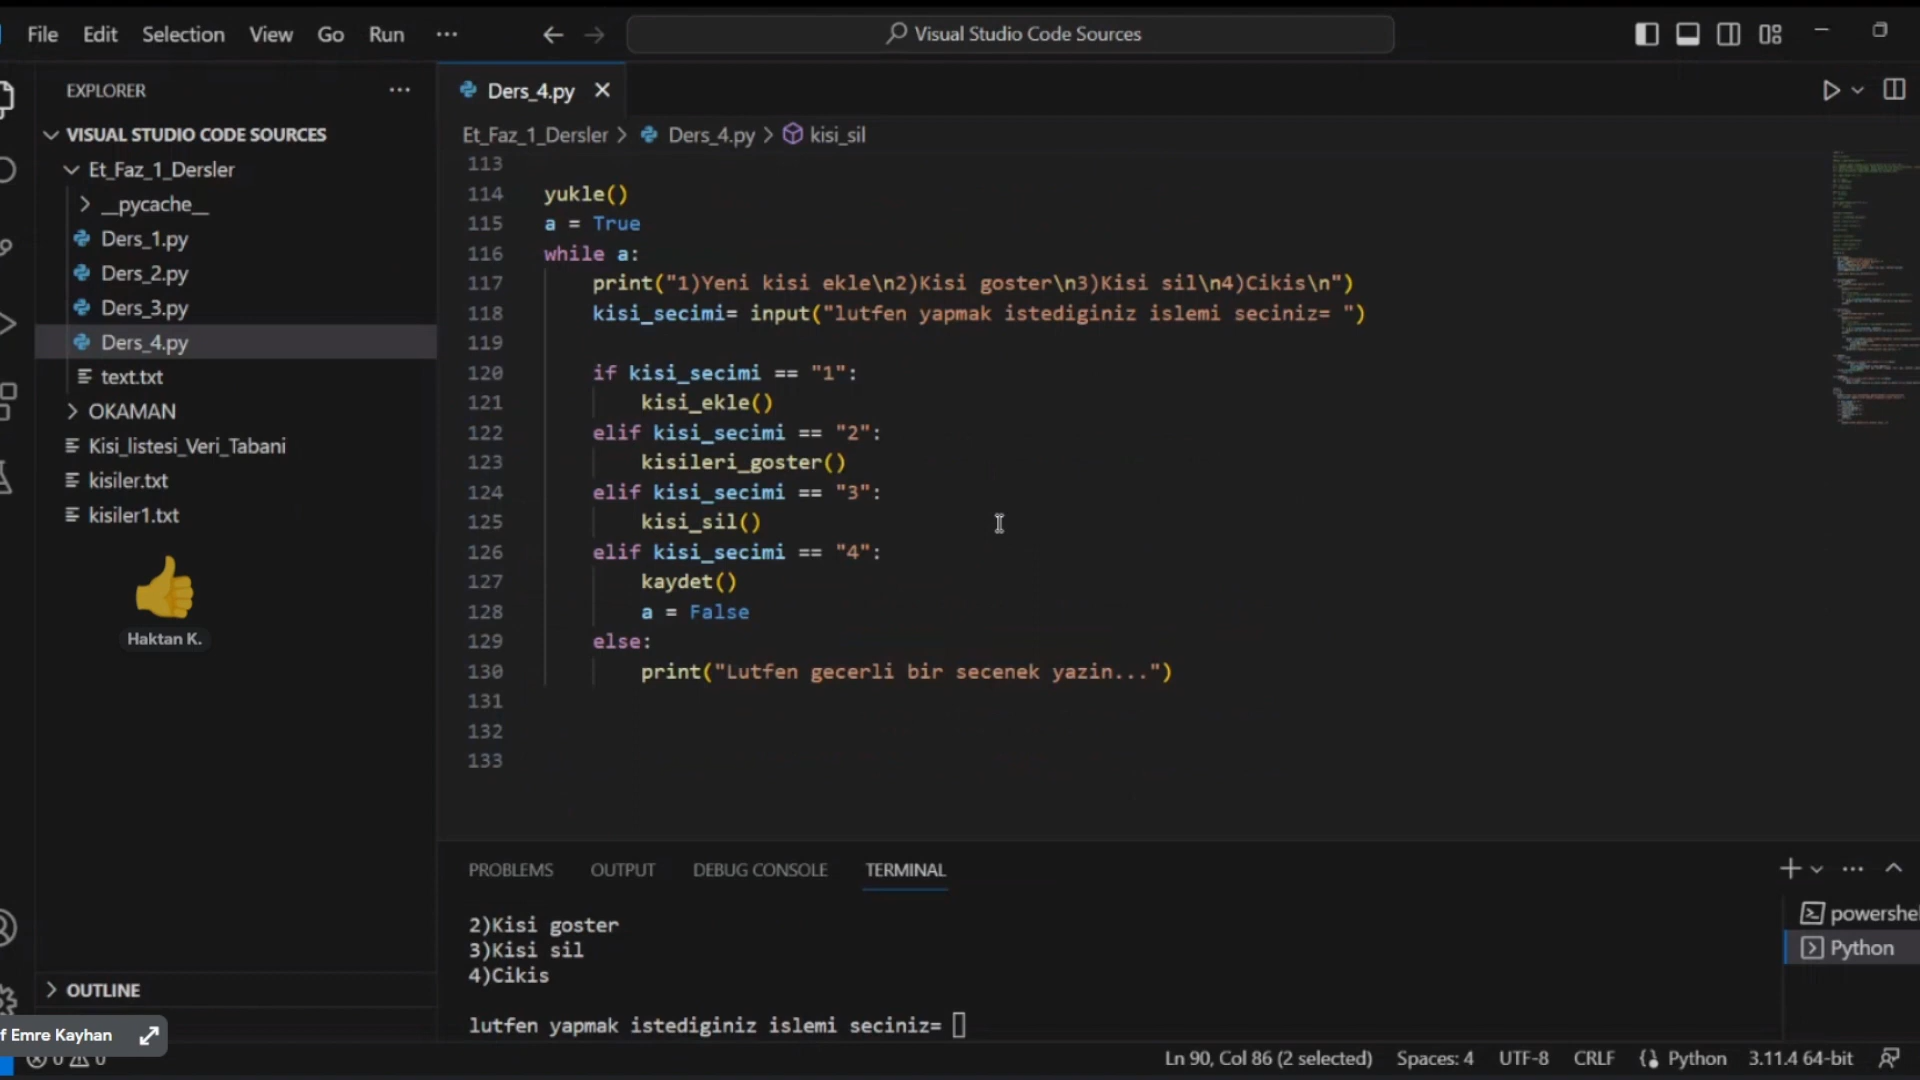 File Edit Selection View Go Run ...
Visual Studio Code Sources
EXPLORER ...
VISUAL STUDIO CODE SOURCES
Et_Faz_1_Dersler
__pycache__
Ders_1.py
Ders_2.py
Ders_3.py
Ders_4.py
text.txt
OKAMAN
Kisi_listesi_Veri_Tabani
kisiler.txt
kisiler1.txt
Haktan K.
OUTLINE
f Emre Kayhan
Ders_4.py
Et_Faz_1_Dersler > Ders_4.py > kisi_sil
113
114 yukle()
115 a = True
116 while a:
117 print("1)Yeni kisi ekle\n2)Kisi goster\n3)Kisi sil\n4)Cikis\n")
118 kisi_secimi= input("lutfen yapmak istediginiz islemi seciniz= ")
119
120 if kisi_secimi == "1":
121 kisi_ekle()
122 elif kisi_secimi == "2":
123 kisileri_goster()
124 elif kisi_secimi == "3":
125 kisi_sil()
126 elif kisi_secimi == "4":
127 kaydet()
128 a = False
129 else:
130 print("Lutfen gecerli bir secenek yazin...")
131
132
133
PROBLEMS OUTPUT DEBUG CONSOLE TERMINAL
2)Kisi goster
3)Kisi sil
4)Cikis
lutfen yapmak istediginiz islemi seciniz=
powershel
Python
0 0
Ln 90, Col 86 (2 selected) Spaces: 4 UTF-8 CRLF Python 3.11.4 64-bit